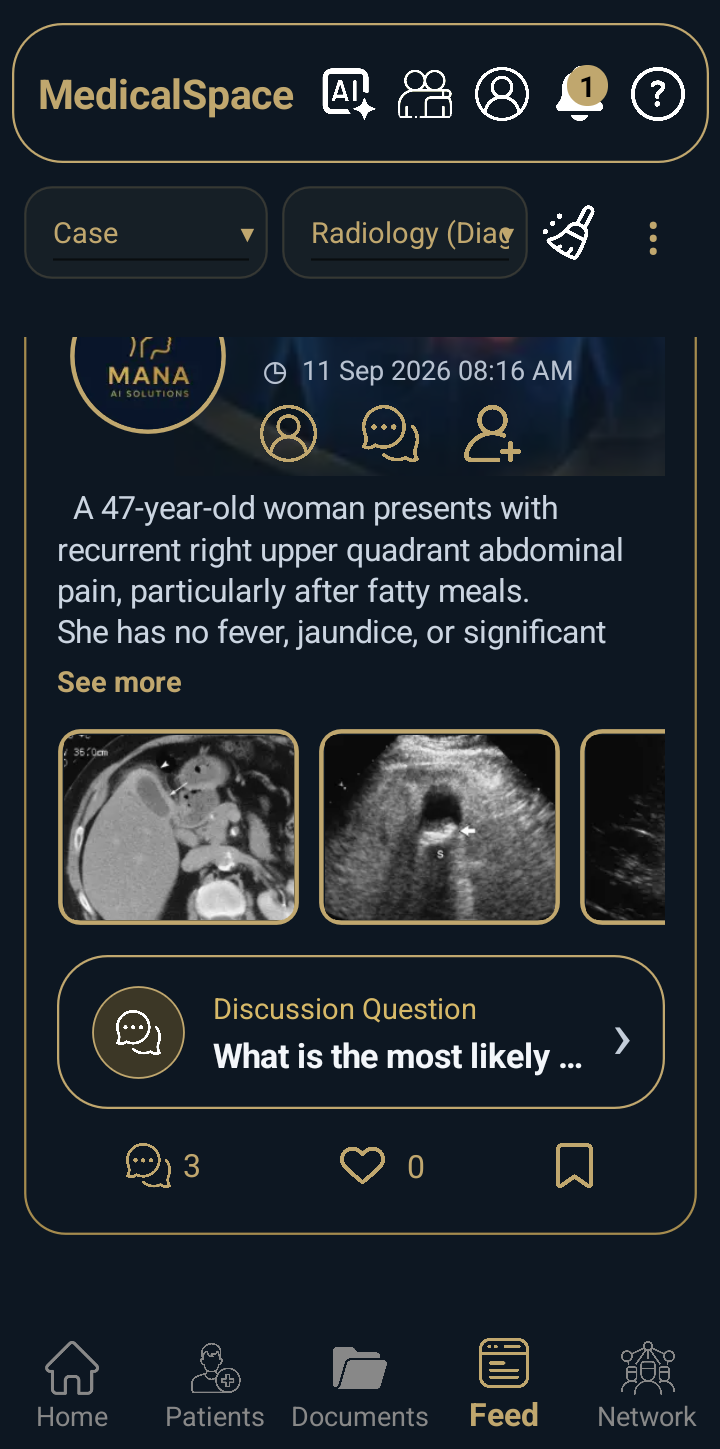 MedicalSpace
AI
1
?
Case
Radiology (Diag
MANA
AI SOLUTIONS
11 Sep 2026 08:16 AM
A 47-year-old woman presents with
recurrent right upper quadrant abdominal
pain, particularly after fatty meals.
She has no fever, jaundice, or significant
See more
36.0cm
S
Discussion Question
What is the most likely ...
3
0
Home
Patients
Documents
Feed
Network